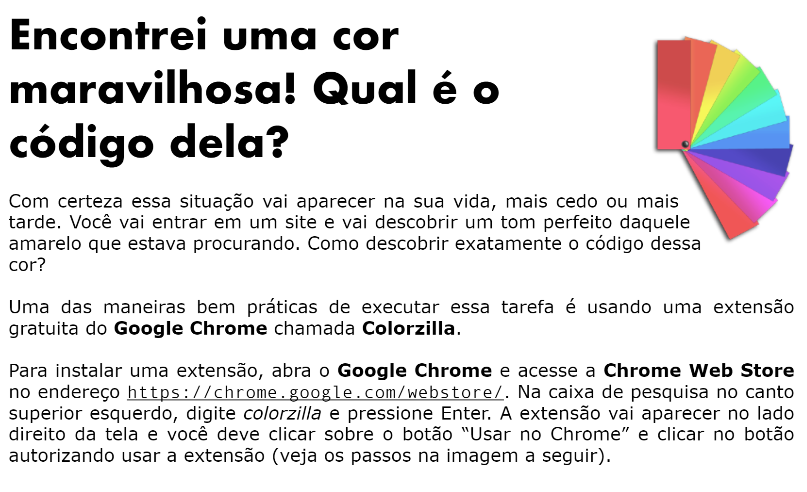 Encontrei uma cor
maravilhosa! Qual é o
código dela?
Com certeza essa situação vai aparecer na sua vida, mais cedo ou mais
tarde. Você vai entrar em um site e vai descobrir um tom perfeito daquele
amarelo que estava procurando. Como descobrir exatamente o código dessa
cor?
Uma das maneiras bem práticas de executar essa tarefa é usando uma extensão
gratuita do Google Chrome chamada Colorzilla.
Para instalar uma extensão, abra o Google Chrome e acesse a Chrome Web Store
no endereço https://chrome.google.com/webstore/. Na caixa de pesquisa no canto
superior esquerdo, digite colorzilla e pressione Enter. A extensão vai aparecer no lado
direito da tela e você deve clicar sobre o botão “Usar no Chrome” e clicar no botão
autorizando usar a extensão (veja os passos na imagem a seguir).